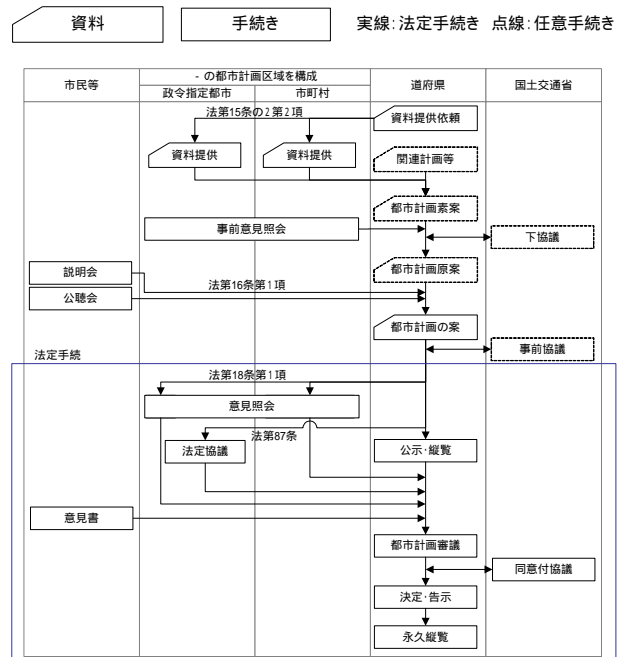 資料 手続き 実線:法定手続き 点線:任意手続き
市民等 - の都市計画区域を構成 道府県 国土交通省
政令指定都市 市町村
法第15条の2第2項 資料提供依頼
資料提供 資料提供 関連計画等
都市計画素案
事前意見照会 下協議
説明会 都市計画原案
法第16条第1項
公聴会
都市計画の案
法定手続 事前協議
法第18条第1項
意見照会
法第87条
法定協議 公示・縦覧
意見書
都市計画審議
同意付協議
決定・告示
永久縦覧